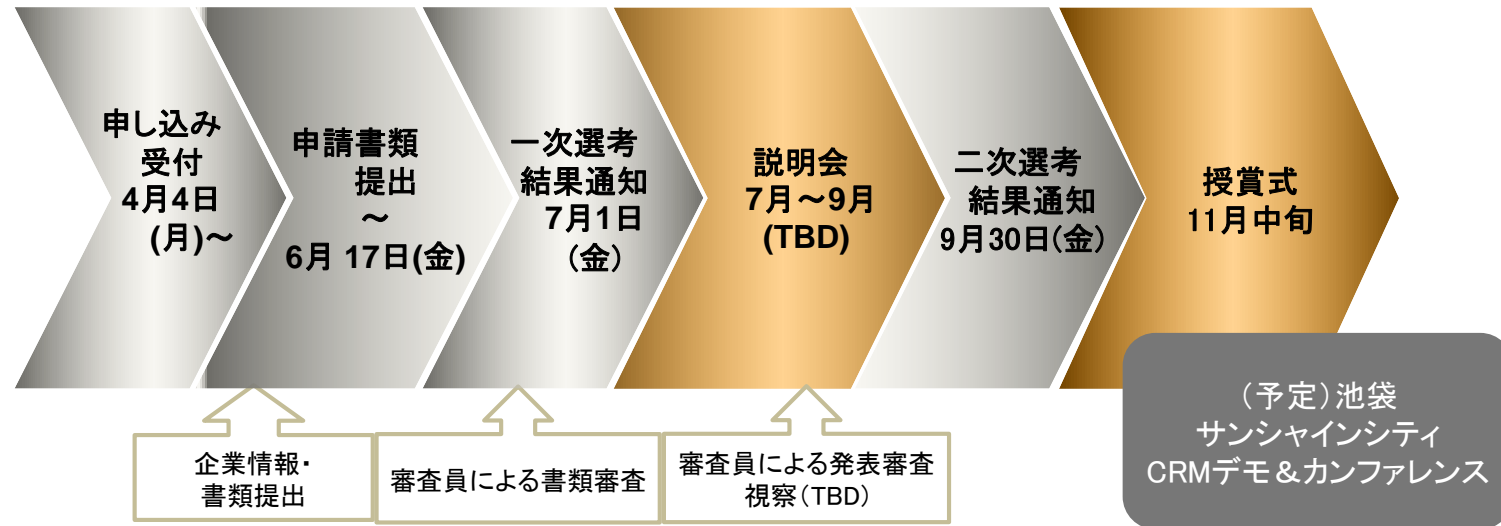 申し込み
受付
4月4日
(月)～
申請書類
提出
～
6月 17日(金)
一次選考
結果通知
7月1日
（金）
説明会
7月～9月
(TBD)
二次選考
結果通知
9月30日（金）
授賞式
11月中旬
企業情報・
書類提出
審査員による書類審査
審査員による発表審査
視察（TBD）
（予定）池袋
サンシャインシティ
CRMデモ＆カンファレンス